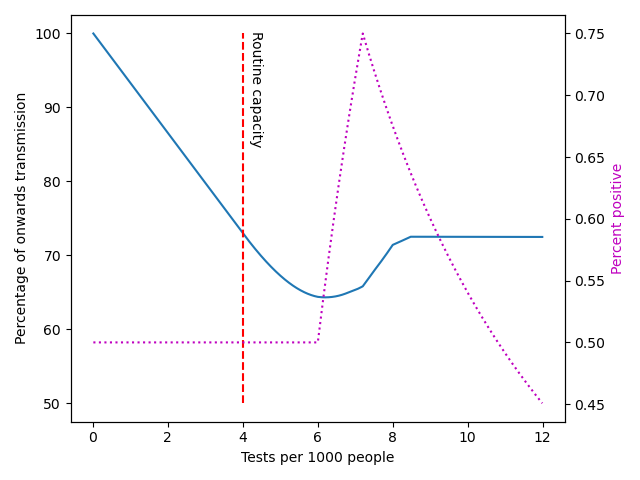 100
90
80
70
60
50
Percentage of onwards transmission
Routine capacity
0.75
0.70
0.65
0.60
0.55
0.50
0.45
Percent positive
0 2 4 6 8 10 12
Tests per 1000 people